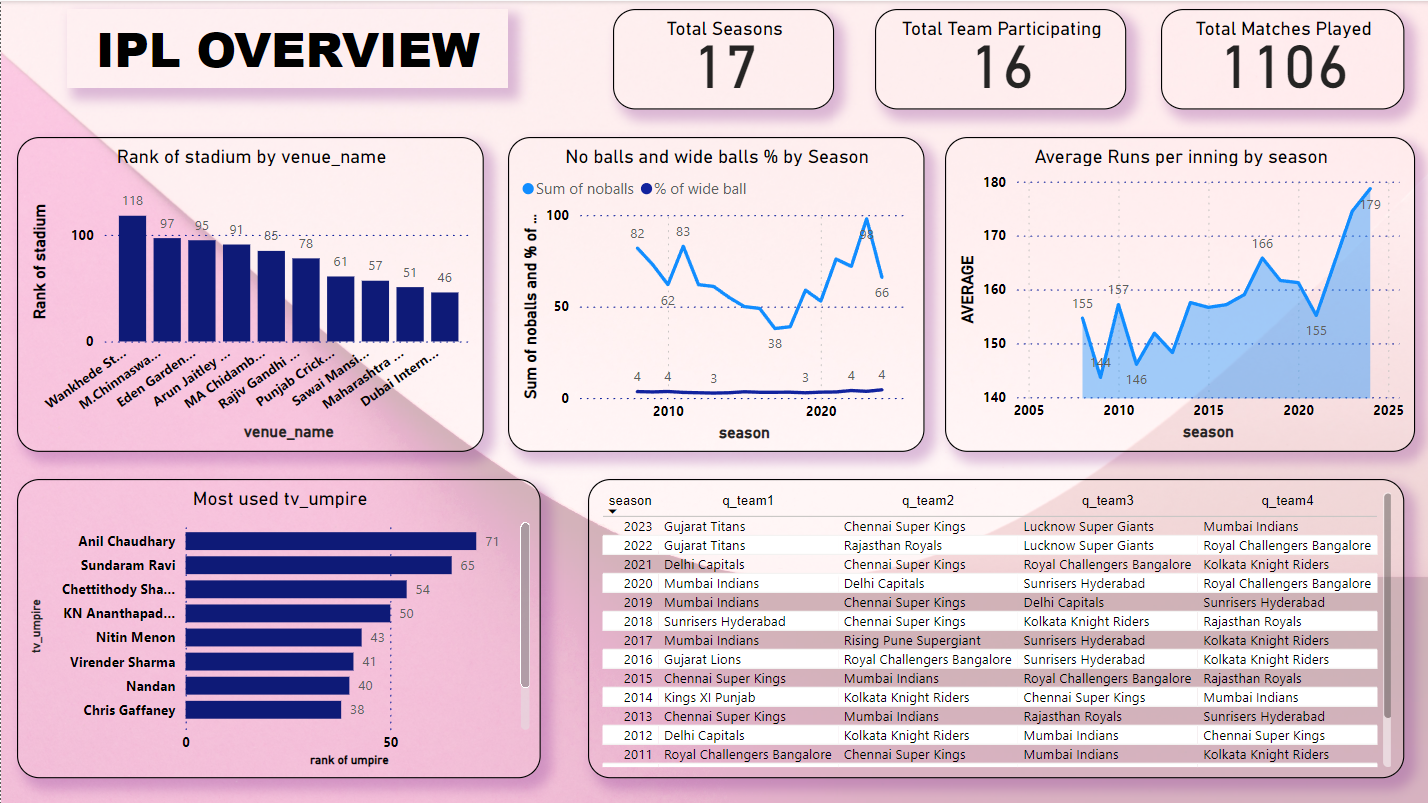 IPL OVERVIEW
Total Seasons
17
Total Team Participating
16
Total Matches Played
1106
Rank of stadium by venue_name
Rank of stadium
100
0
118
97
95
91
85
78
61
57
51
46
Wankhede St...
M.Chinnaswa...
Eden Garden...
Arun Jaitley ...
MA Chidamb...
Rajiv Gandhi ...
Punjab Crick...
Sawai Mansi...
Maharashtra ...
Dubai Intern...
venue_name
No balls and wide balls % by Season
Sum of noballs % of wide ball
Sum of noballs and % of ...
100
50
0
82
62
83
38
98
66
4
4
3
3
4
4
2010 2020
season
Average Runs per inning by season
AVERAGE
180
170
160
150
140
155
144
157
146
166
155
179
2005 2010 2015 2020 2025
season
Most used tv_umpire
tv_umpire
Anil Chaudhary 71
Sundaram Ravi 65
Chettithody Sha... 54
KN Ananthapad... 50
Nitin Menon 43
Virender Sharma 41
Nandan 40
Chris Gaffaney 38
0 50
rank of umpire
season q_team1 q_team2 q_team3 q_team4
2023 Gujarat Titans Chennai Super Kings Lucknow Super Giants Mumbai Indians
2022 Gujarat Titans Rajasthan Royals Lucknow Super Giants Royal Challengers Bangalore
2021 Delhi Capitals Chennai Super Kings Royal Challengers Bangalore Kolkata Knight Riders
2020 Mumbai Indians Delhi Capitals Sunrisers Hyderabad Royal Challengers Bangalore
2019 Mumbai Indians Chennai Super Kings Delhi Capitals Sunrisers Hyderabad
2018 Sunrisers Hyderabad Chennai Super Kings Kolkata Knight Riders Rajasthan Royals
2017 Mumbai Indians Rising Pune Supergiant Sunrisers Hyderabad Kolkata Knight Riders
2016 Gujarat Lions Royal Challengers Bangalore Sunrisers Hyderabad Kolkata Knight Riders
2015 Chennai Super Kings Mumbai Indians Royal Challengers Bangalore Rajasthan Royals
2014 Kings XI Punjab Kolkata Knight Riders Chennai Super Kings Mumbai Indians
2013 Chennai Super Kings Mumbai Indians Rajasthan Royals Sunrisers Hyderabad
2012 Delhi Capitals Kolkata Knight Riders Mumbai Indians Chennai Super Kings
2011 Royal Challengers Bangalore Chennai Super Kings Mumbai Indians Kolkata Knight Riders